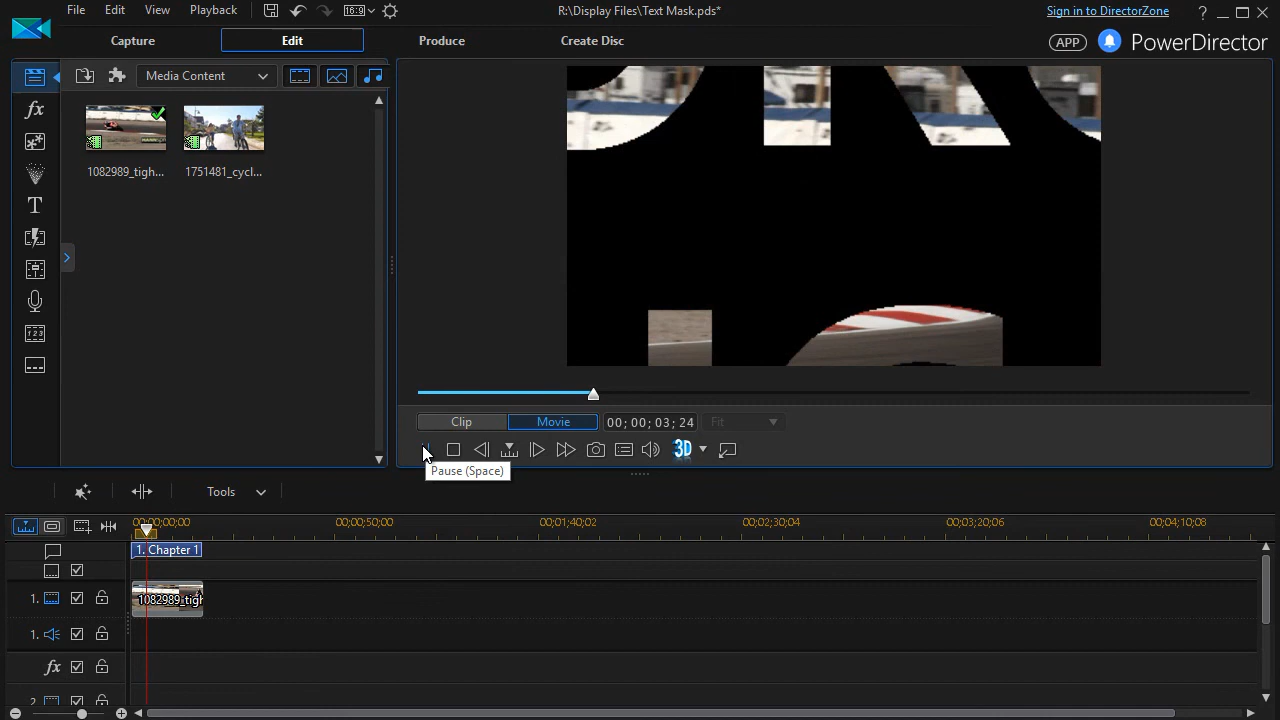 File Edit View Playback 16:9 R:\Display Files\Text Mask.pds* Sign in to DirectorZone ?
Capture Edit Produce Create Disc APP PowerDirector
Media Content
fx
1082989_tigh... 1751481_cycl...
T
Clip Movie 00; 00; 03; 24 Fit
3D
Pause (Space)
Tools
00;00;00;00 00;00;50;00 00;01;40;02 00;02;30;04 00;03;20;06 00;04;10;08
1. Chapter 1
1. 1082989_tigh
1.
fx
2.